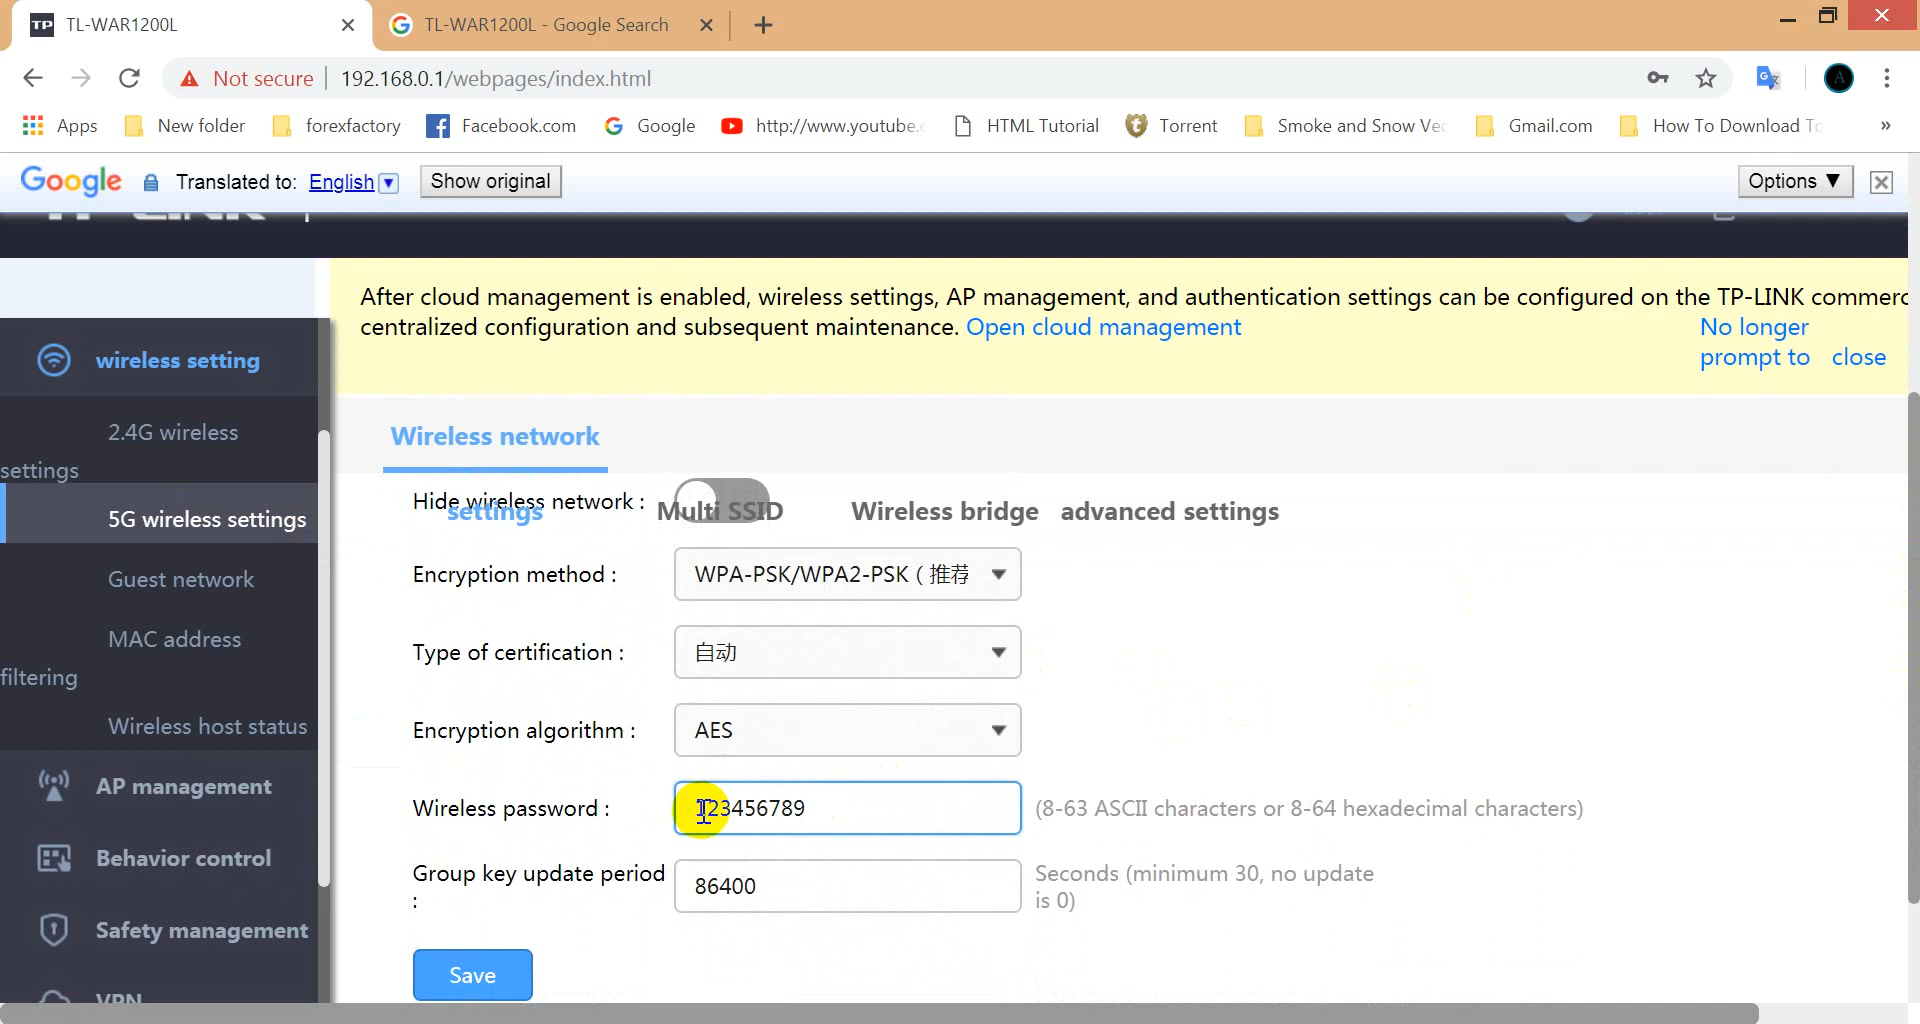 TP TL-WAR1200L
TL-WAR1200L - Google Search
Not secure 192.168.0.1/webpages/index.html
A
Apps New folder forexfactory Facebook.com Google http://www.youtube. HTML Tutorial Torrent Smoke and Snow Vec Gmail.com How To Download To »
Google Translated to: English Show original Options ▼
After cloud management is enabled, wireless settings, AP management, and authentication settings can be configured on the TP-LINK commerc
centralized configuration and subsequent maintenance. Open cloud management
No longer
prompt to close
wireless setting
2.4G wireless
settings
5G wireless settings
Guest network
MAC address
filtering
Wireless host status
AP management
Behavior control
Safety management
VPN
Wireless network
settings
Multi SSID
Wireless bridge
advanced settings
Hide wireless network :
Encryption method : WPA-PSK/WPA2-PSK ( 推荐
Type of certification : 自动
Encryption algorithm : AES
Wireless password : 123456789 (8-63 ASCII characters or 8-64 hexadecimal characters)
Group key update period
:
86400
Seconds (minimum 30, no update
is 0)
Save